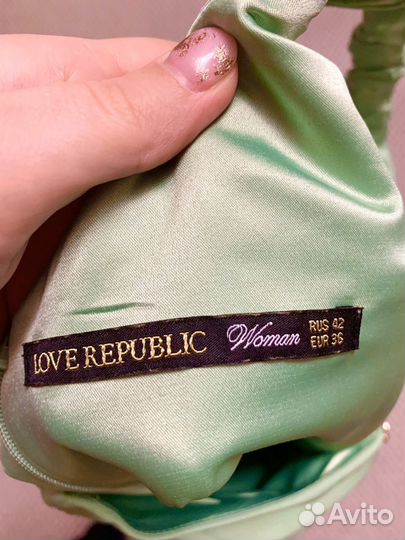 LOVE REPUBLIC Woman RUS 42
EUR 36
Avito